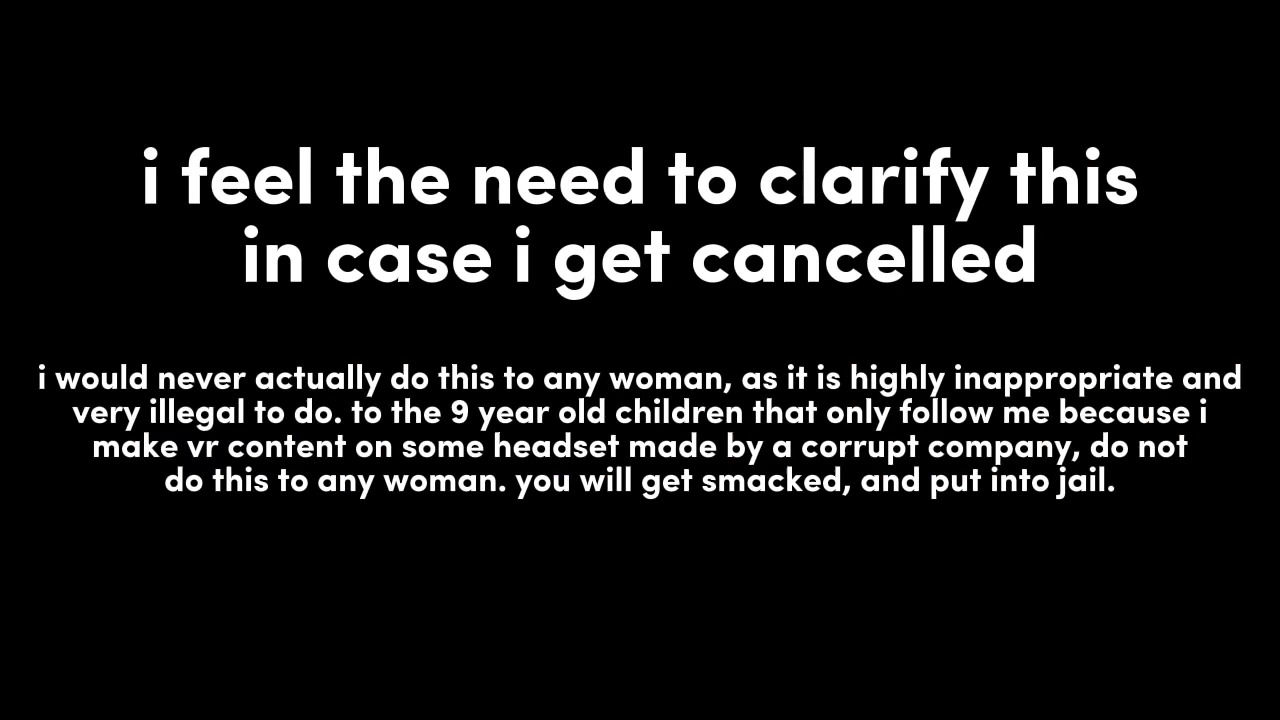 i feel the need to clarify this
in case i get cancelled
i would never actually do this to any woman, as it is highly inappropriate and
very illegal to do. to the 9 year old children that only follow me because i
make vr content on some headset made by a corrupt company, do not
do this to any woman. you will get smacked, and put into jail.